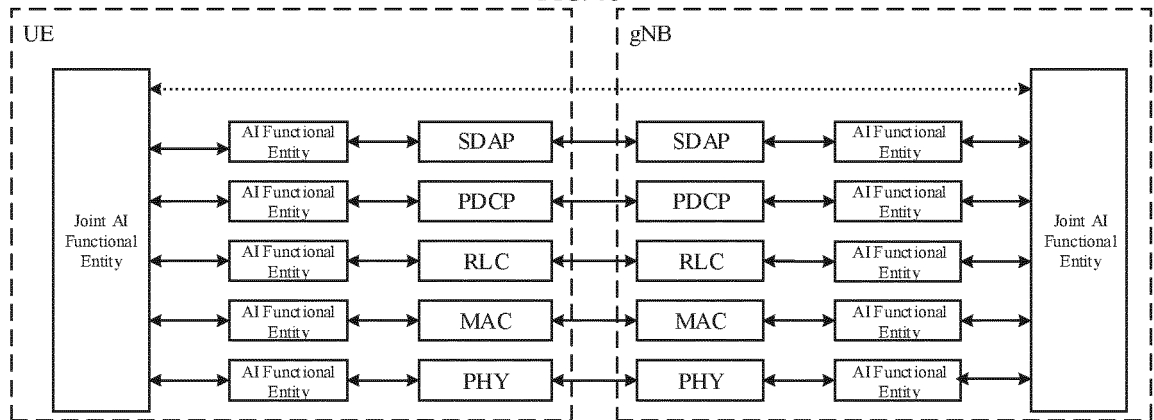 UE
gNB
AI Functional
Entity
SDAP
SDAP
AI Functional
Entity
AI Functional
Entity
PDCP
PDCP
AI Functional
Entity
Joint AI
Functional
Entity
AI Functional
Entity
RLC
RLC
AI Functional
Entity
Joint AI
Functional
Entity
AI Functional
Entity
MAC
MAC
AI Functional
Entity
AI Functional
Entity
PHY
PHY
AI Functional
Entity